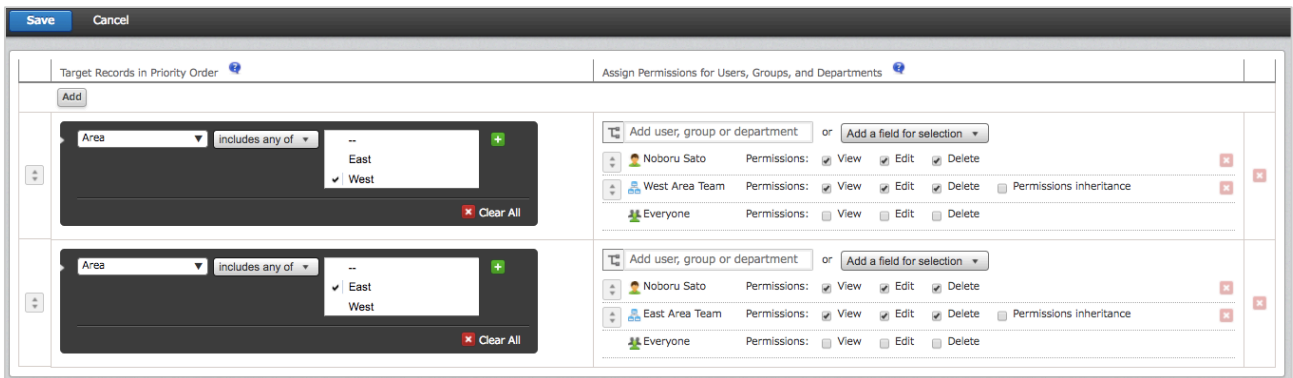 Save Cancel
Target Records in Priority Order ? Assign Permissions for Users, Groups, and Departments ?
Add
Area includes any of --
East
West
Clear All
Add user, group or department or Add a field for selection
Noboru Sato Permissions: View Edit Delete
West Area Team Permissions: View Edit Delete Permissions inheritance
Everyone Permissions: View Edit Delete
Area includes any of --
East
West
Clear All
Add user, group or department or Add a field for selection
Noboru Sato Permissions: View Edit Delete
East Area Team Permissions: View Edit Delete Permissions inheritance
Everyone Permissions: View Edit Delete